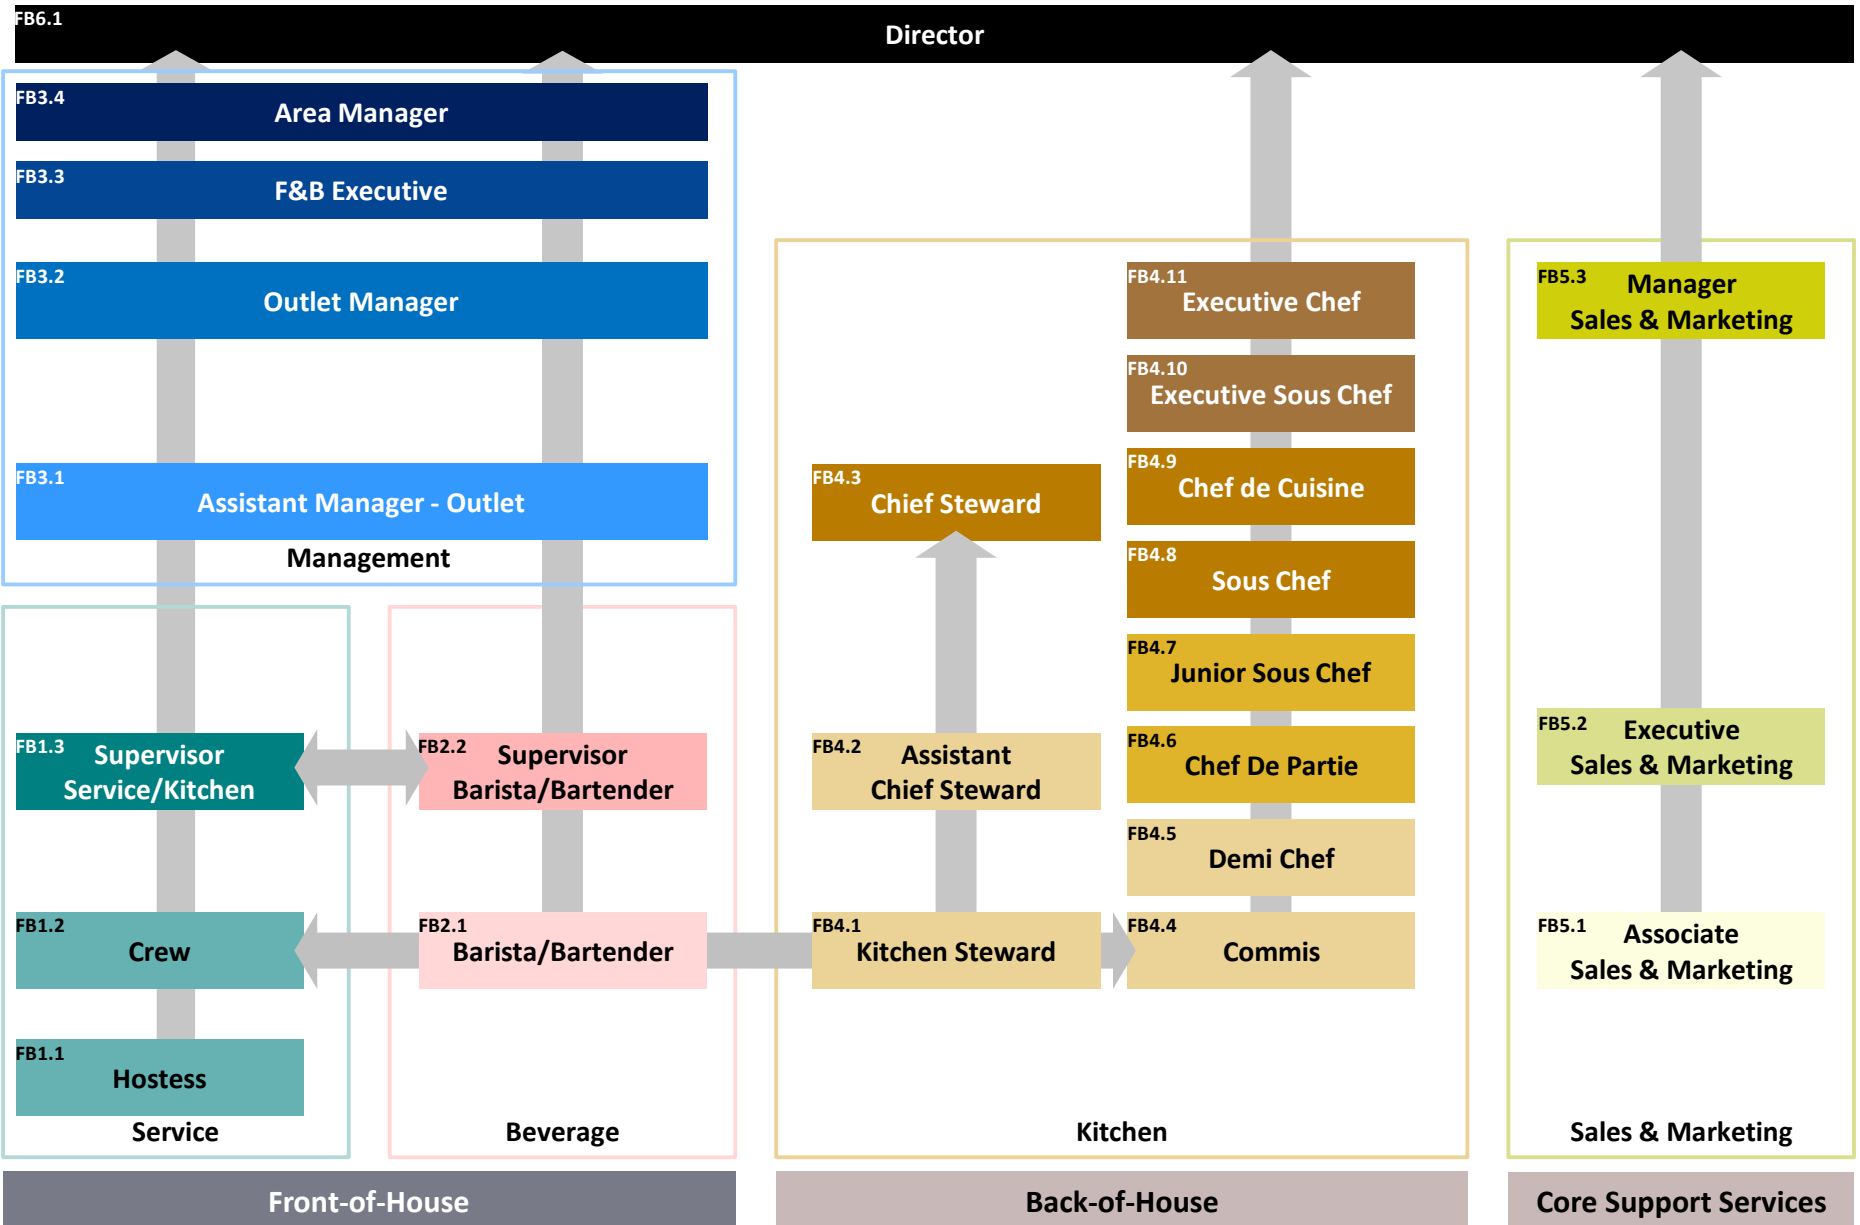 FB6.1
Director
FB3.4
Area Manager
FB3.3
F&B Executive
FB3.2
Outlet Manager
FB3.1
Assistant Manager - Outlet
Management
FB1.3
Supervisor
Service/Kitchen
FB1.2
Crew
FB1.1
Hostess
Service
FB2.2
Supervisor
Barista/Bartender
FB2.1
Barista/Bartender
Beverage
Front-of-House
FB4.3
Chief Steward
FB4.2
Assistant
Chief Steward
FB4.1
Kitchen Steward
FB4.11
Executive Chef
FB4.10
Executive Sous Chef
FB4.9
Chef de Cuisine
FB4.8
Sous Chef
FB4.7
Junior Sous Chef
FB4.6
Chef De Partie
FB4.5
Demi Chef
FB4.4
Commis
Kitchen
Back-of-House
FB5.3
Manager
Sales & Marketing
FB5.2
Executive
Sales & Marketing
FB5.1
Associate
Sales & Marketing
Sales & Marketing
Core Support Services